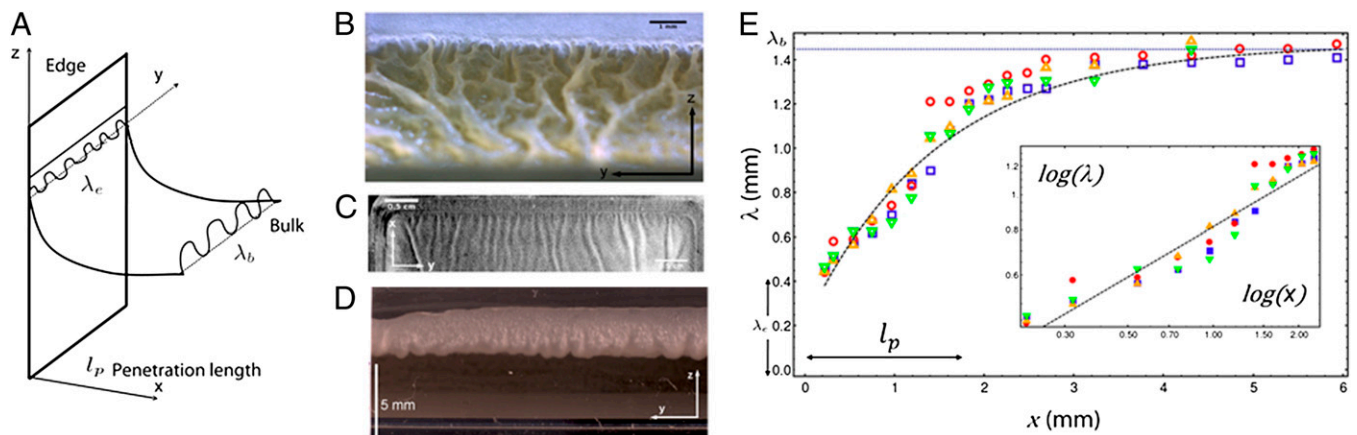 A
z
Edge
y
λe
λb
Bulk
lp Penetration length
x
B
1 mm
z
y
C
0.5 cm
x
y
D
5 mm
z
y
E
λb
1.4
1.2
1.0
0.8
0.6
0.4
λe
0.2
0.0
λ (mm)
lp
0 1 2 3 4 5 6
x (mm)
log(λ)
1.2
1.
0.8
0.6
log(x)
0.30 0.50 0.70 1.00 1.50 2.00